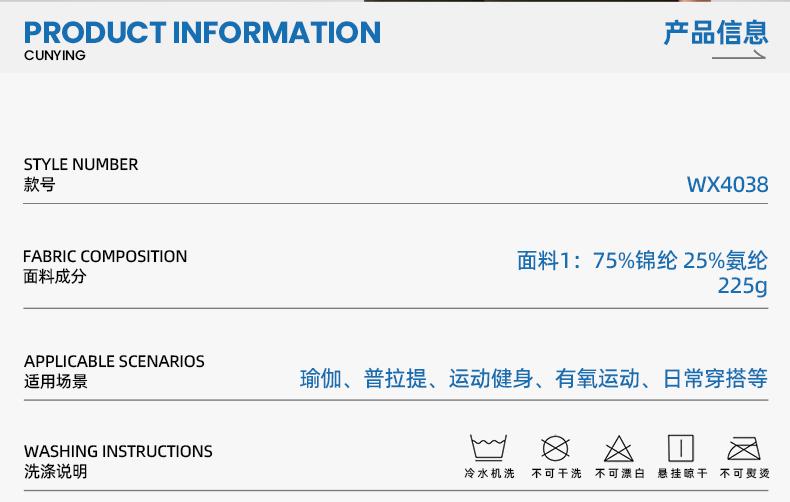 PRODUCT INFORMATION
产品信息
CUNYING
STYLE NUMBER
款号
WX4038
FABRIC COMPOSITION
面料成分
面料1：75%锦纶 25%氨纶
225g
APPLICABLE SCENARIOS
适用场景
瑜伽、普拉提、运动健身、有氧运动、日常穿搭等
WASHING INSTRUCTIONS
洗涤说明
冷水机洗 不可干洗 不可漂白 悬挂晾干 不可熨烫